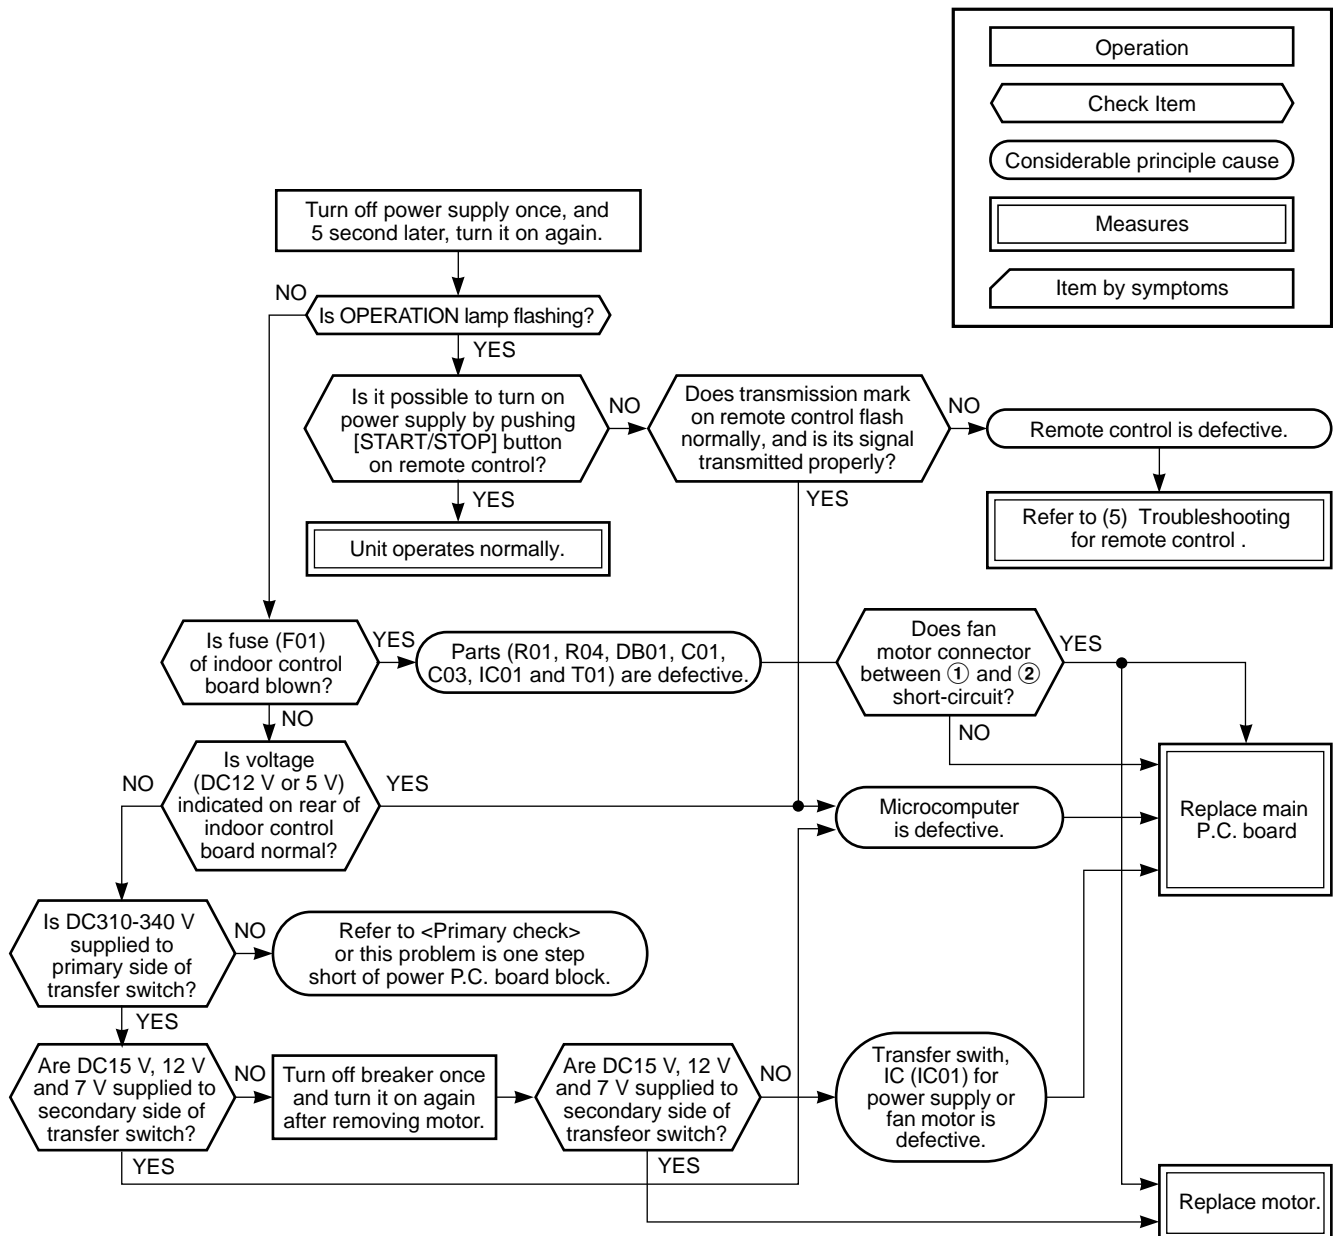 Operation
Check Item
Considerable principle cause
Measures
Item by symptoms
Turn off power supply once, and
5 second later, turn it on again.
NO
Is OPERATION lamp flashing?
YES
Is it possible to turn on
power supply by pushing
[START/STOP] button
on remote control?
NO
Does transmission mark
on remote control flash
normally, and is its signal
transmitted properly?
NO
Remote control is defective.
YES
YES
Unit operates normally.
Refer to (5)  Troubleshooting
for remote control .
Is fuse (F01)
of indoor control
board blown?
YES
Parts (R01, R04, DB01, C01,
C03, IC01 and T01) are defective.
Does fan
motor connector
between ① and ②
short-circuit?
YES
NO
NO
Is voltage
(DC12 V or 5 V)
indicated on rear of
indoor control
board normal?
NO
YES
Microcomputer
is defective.
Replace main
P.C. board
Is DC310-340 V
supplied to
primary side of
transfer switch?
NO
Refer to <Primary check>
or this problem is one step
short of power P.C. board block.
YES
Are DC15 V, 12 V
and 7 V supplied to
secondary side of
transfer switch?
NO
Turn off breaker once
and turn it on again
after removing motor.
Are DC15 V, 12 V
and 7 V supplied to
secondary side of
transfeor switch?
NO
Transfer swith,
IC (IC01) for
power supply or
fan motor is
defective.
YES
YES
Replace motor.